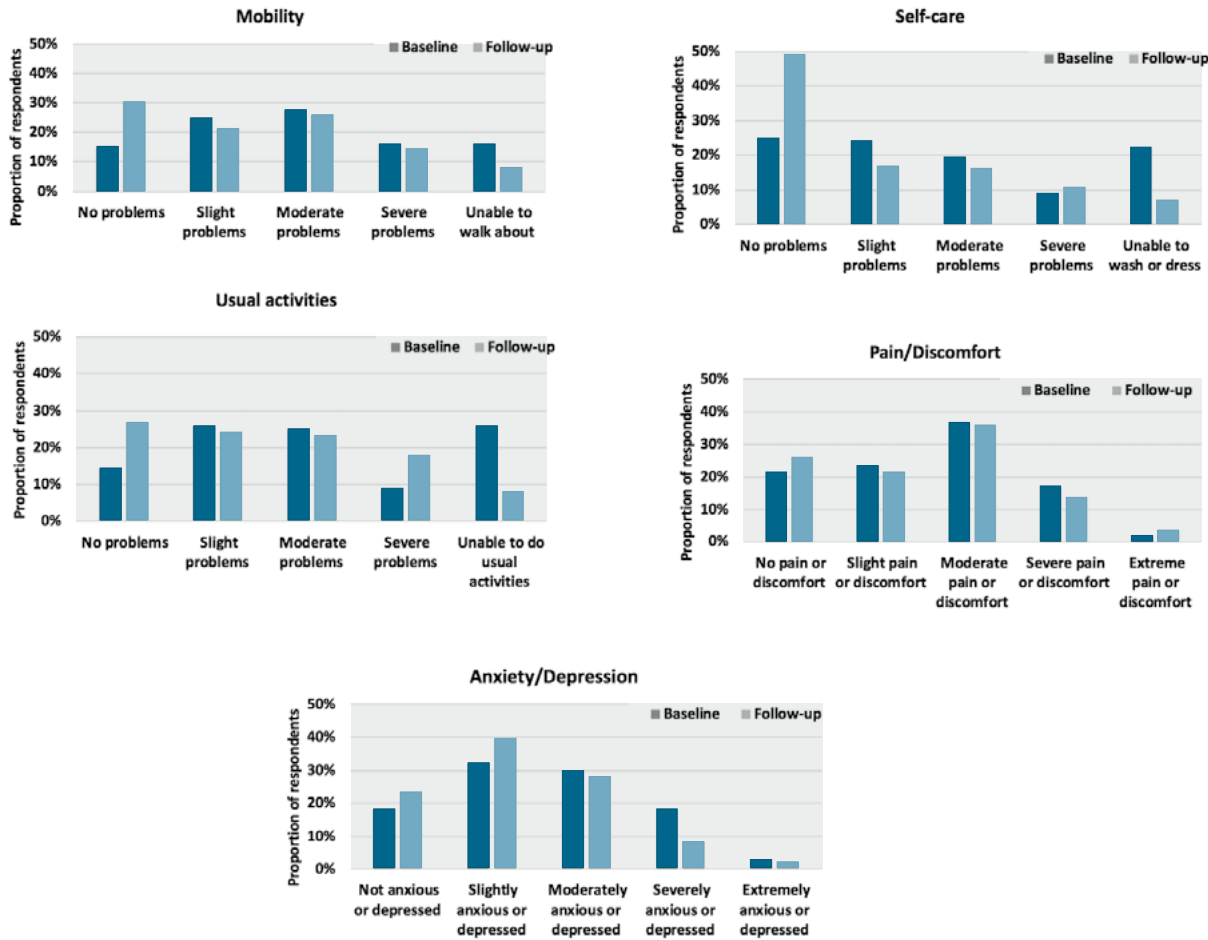 Mobility
Proportion of respondents
50%
40%
30%
20%
10%
0%
Baseline Follow-up
No problems
Slight
problems
Moderate
problems
Severe
problems
Unable to
walk about
Self-care
Proportion of respondents
50%
40%
30%
20%
10%
0%
Baseline Follow-up
No problems
Slight
problems
Moderate
problems
Severe
problems
Unable to
wash or dress
Usual activities
Proportion of respondents
50%
40%
30%
20%
10%
0%
Baseline Follow-up
No problems
Slight
problems
Moderate
problems
Severe
problems
Unable to do
usual
activities
Pain/Discomfort
Proportion of respondents
50%
40%
30%
20%
10%
0%
Baseline Follow-up
No pain or
discomfort
Slight pain
or discomfort
Moderate
pain or
discomfort
Severe pain
or discomfort
Extreme
pain or
discomfort
Anxiety/Depression
Proportion of respondents
50%
40%
30%
20%
10%
0%
Baseline Follow-up
Not anxious
or depressed
Slightly
anxious or
depressed
Moderately
anxious or
depressed
Severely
anxious or
depressed
Extremely
anxious or
depressed